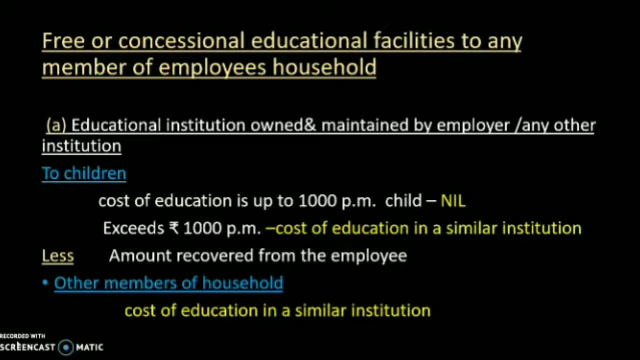 Free or concessional educational facilities to any
member of employees household
(a) Educational institution owned& maintained by employer /any other
institution
To children
cost of education is up to 1000 p.m. child – NIL
Exceeds ₹ 1000 p.m. –cost of education in a similar institution
Less Amount recovered from the employee
• Other members of household
cost of education in a similar institution
RECORDED WITH
SCREENCAST MATIC